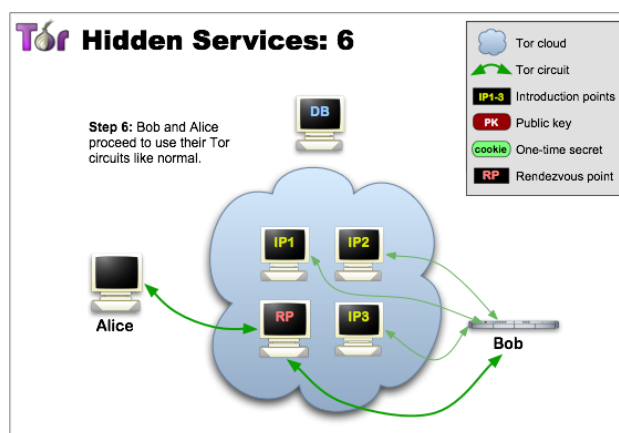 Tor Hidden Services: 6
Tor cloud
Tor circuit
IP1-3 Introduction points
PK Public key
cookie One-time secret
RP Rendezvous point
Step 6: Bob and Alice
proceed to use their Tor
circuits like normal.
DB
IP1 IP2
RP IP3
Alice
Bob